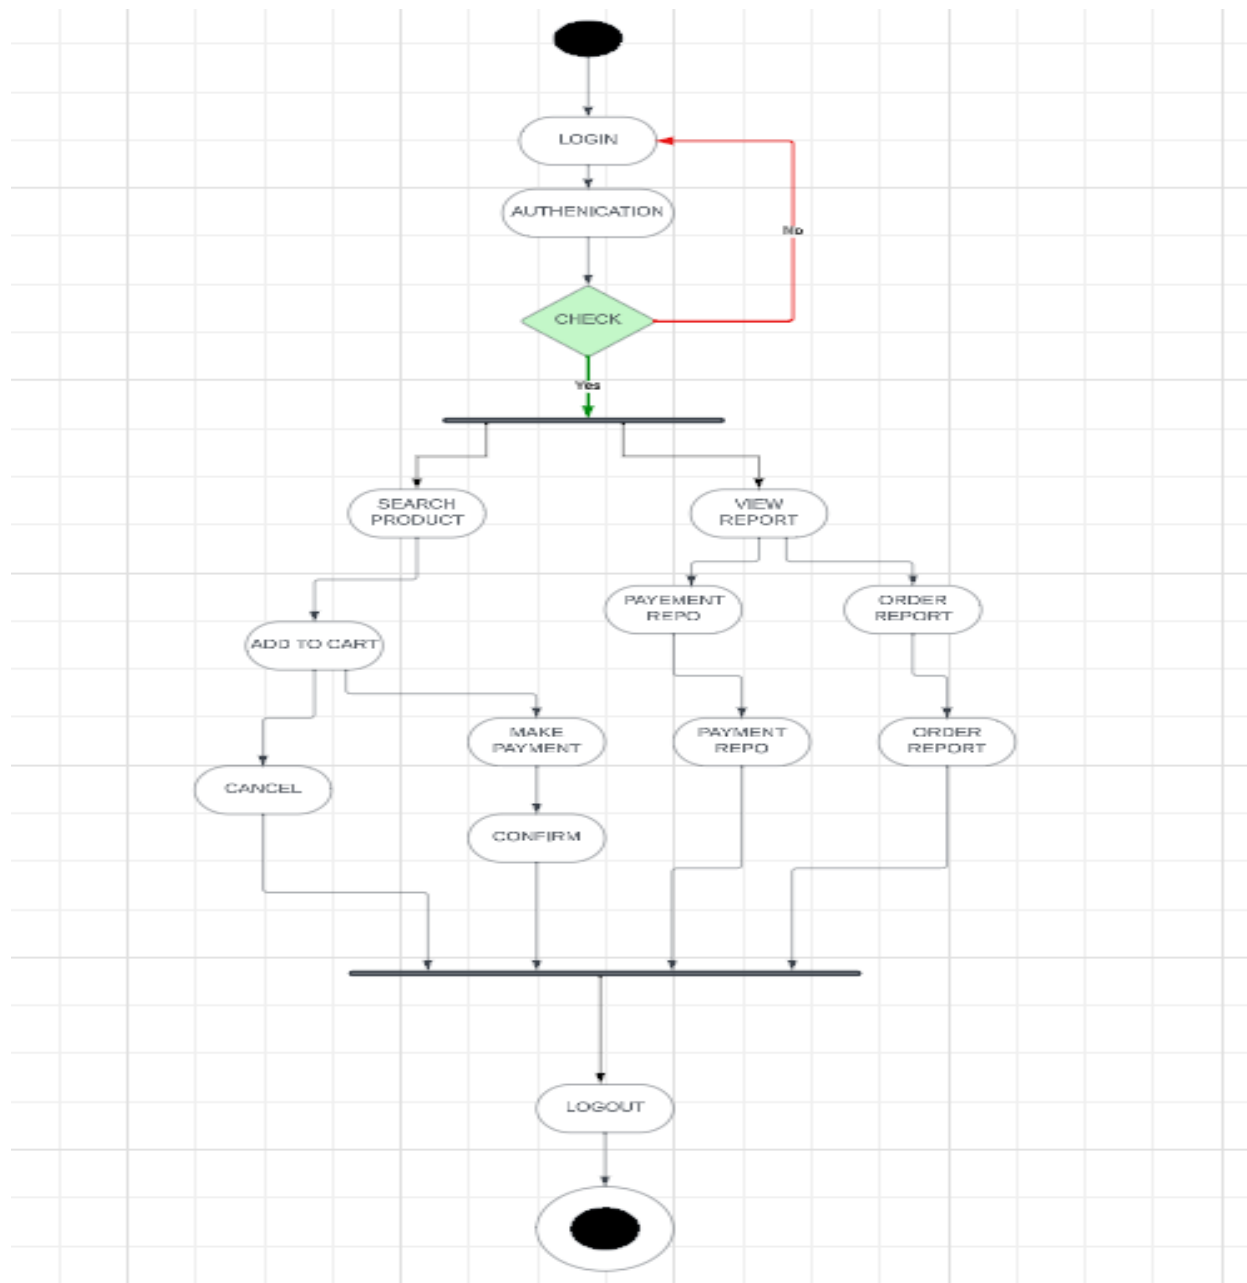 LOGIN
AUTHENICATION
No
CHECK
Yes
SEARCH
PRODUCT
VIEW
REPORT
PAYEMENT
REPO
ORDER
REPORT
ADD TO CART
MAKE
PAYMENT
PAYMENT
REPO
ORDER
REPORT
CANCEL
CONFIRM
LOGOUT